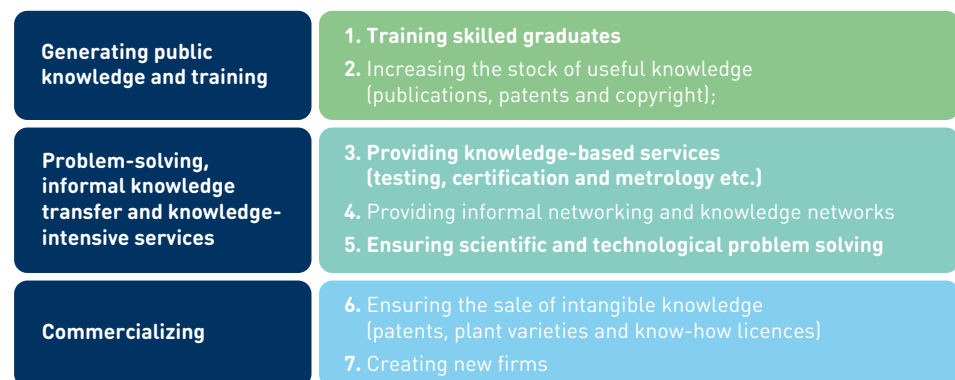 Generating public
knowledge and training
1. Training skilled graduates
2. Increasing the stock of useful knowledge
(publications, patents and copyright);
Problem-solving,
informal knowledge
transfer and knowledge-
intensive services
3. Providing knowledge-based services
(testing, certification and metrology etc.)
4. Providing informal networking and knowledge networks
5. Ensuring scientific and technological problem solving
Commercializing
6. Ensuring the sale of intangible knowledge
(patents, plant varieties and know-how licences)
7. Creating new firms